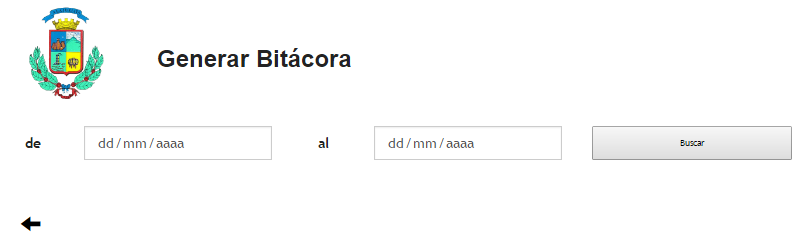 Generar Bitácora
de dd/mm/aaaa al dd/mm/aaaa Buscar